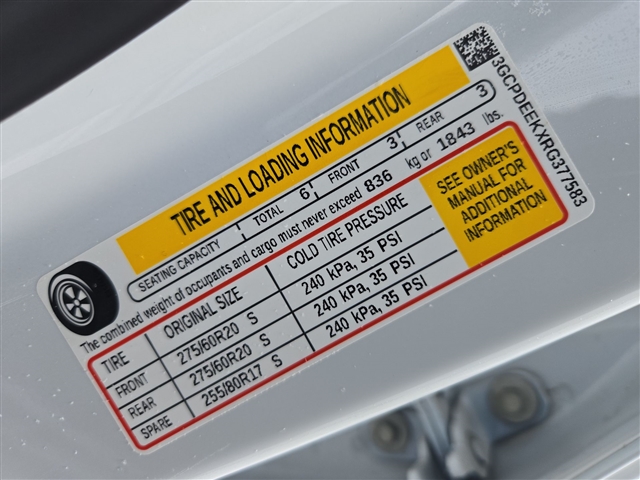 3GCPDEEKXRG377583
TIRE AND LOADING INFORMATION
SEATING CAPACITY TOTAL 6 FRONT 3 REAR 3
The combined weight of occupants and cargo must never exceed 836 kg or 1843 lbs.
TIRE ORIGINAL SIZE COLD TIRE PRESSURE
FRONT 275/60R20 S 240 kPa, 35 PSI
REAR 275/60R20 S 240 kPa, 35 PSI
SPARE 255/80R17 S 240 kPa, 35 PSI
SEE OWNER'S
MANUAL FOR
ADDITIONAL
INFORMATION